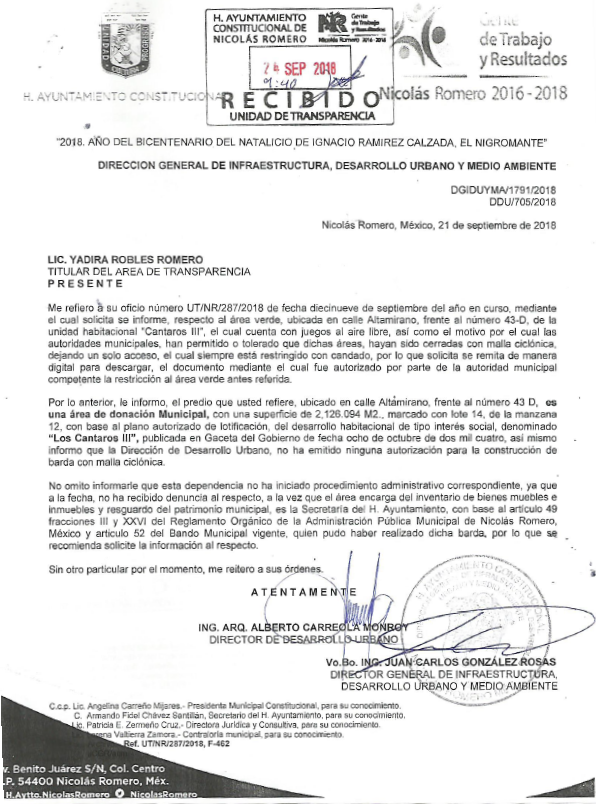 UNIDAD
CULTURA
PROGRESO
H. AYUNTAMIENTO CONSTITUCIONA
H. AYUNTAMIENTO
CONSTITUCIONAL DE
NICOLÁS ROMERO
NR
Gente
de Trabajo
y Resultados
Nicolás Romero 2016 - 2018
24 SEP 2018
9:40
RECIBIDO
UNIDAD DE TRANSPARENCIA
de Trabajo
y Resultados
Nicolás Romero 2016 - 2018
"2018. AÑO DEL BICENTENARIO DEL NATALICIO DE IGNACIO RAMIREZ CALZADA, EL NIGROMANTE"
DIRECCION GENERAL DE INFRAESTRUCTURA, DESARROLLO URBANO Y MEDIO AMBIENTE
DGIDUYMA/1791/2018
DDU/705/2018
Nicolás Romero, México, 21 de septiembre de 2018
LIC. YADIRA ROBLES ROMERO
TITULAR DEL AREA DE TRANSPARENCIA
P R E S E N T E
Me refiero a su oficio número UT/NR/287/2018 de fecha diecinueve de septiembre del año en curso, mediante
el cual solicita se informe, respecto al área verde, ubicada en calle Altamirano, frente al número 43-D, de la
unidad habitacional "Cantaros III", el cual cuenta con juegos al aire libre, así como el motivo por el cual las
autoridades municipales, han permitido o tolerado que dichas áreas, hayan sido cerradas con malla ciclónica,
dejando un solo acceso, el cual siempre está restringido con candado, por lo que solicita se remita de manera
digital para descargar, el documento mediante el cual fue autorizado por parte de la autoridad municipal
competente la restricción al área verde antes referida.
Por lo anterior, le informo, el predio que usted refiere, ubicado en calle Altamirano, frente al número 43 D, es
una área de donación Municipal, con una superficie de 2,126.094 M2., marcado con lote 14, de la manzana
12, con base al plano autorizado de lotificación, del desarrollo habitacional de tipo interés social, denominado
"Los Cantaros III", publicada en Gaceta del Gobierno de fecha ocho de octubre de dos mil cuatro, así mismo
informo que la Dirección de Desarrollo Urbano, no ha emitido ninguna autorización para la construcción de
barda con malla ciclónica.
No omito informarle que esta dependencia no ha iniciado procedimiento administrativo correspondiente, ya que
a la fecha, no ha recibido denuncia al respecto, a la vez que el área encarga del inventario de bienes muebles e
inmuebles y resguardo del patrimonio municipal, es la Secretaría del H. Ayuntamiento, con base al artículo 49
fracciones III y XXVI del Reglamento Orgánico de la Administración Pública Municipal de Nicolás Romero,
México y articulo 52 del Bando Municipal vigente, quien pudo haber realizado dicha barda, por lo que se
recomienda solicite la información al respecto.
Sin otro particular por el momento, me reitero a sus órdenes.
A T E N T A M E N T E
ING. ARQ. ALBERTO CARREOLA MONROY
DIRECTOR DE DESARROLLO URBANO
Vo.Bo. ING. JUAN CARLOS GONZÁLEZ ROSAS
DIRECTOR GENERAL DE INFRAESTRUCTURA,
DESARROLLO URBANO Y MEDIO AMBIENTE
C.c.p. Lic. Angelina Carreño Mijares.- Presidenta Municipal Constitucional, para su conocimiento.
C. Armando Fidel Chávez Santillán, Secretario del H. Ayuntamiento, para su conocimiento.
Lic. Patricia E. Zermeño Cruz.- Directora Jurídica y Consultiva, para su conocimiento.
Valtierra Zamora.- Contraloría municipal, para su conocimiento.
Ref. UT/NR/287/2018, F-462
v. Benito Juárez S/N, Col. Centro
.P. 54400 Nicolás Romero, Méx.
H.Aytto.NicolasRomero NicolasRomero